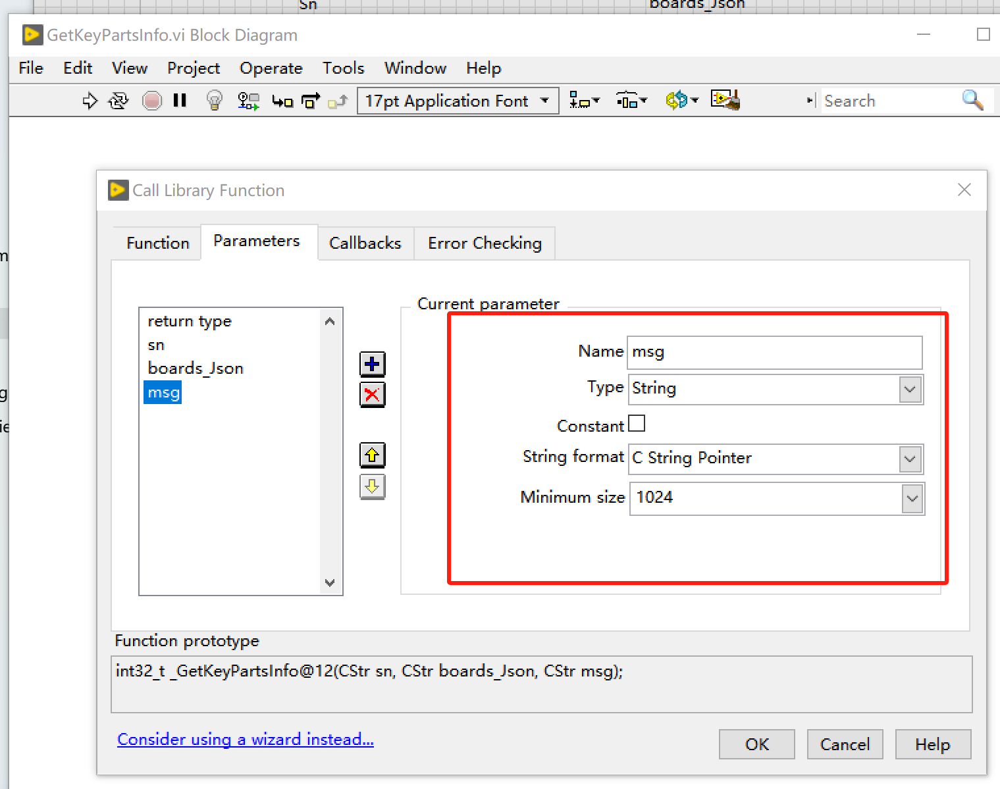 Sn
boards_Json
GetKeyPartsInfo.vi Block Diagram
File Edit View Project Operate Tools Window Help
17pt Application Font
Search
Call Library Function
Function
Parameters
Callbacks
Error Checking
return type
sn
boards_Json
msg
Current parameter
Name msg
Type String
Constant
String format C String Pointer
Minimum size 1024
Function prototype
int32_t _GetKeyPartsInfo@12(CStr sn, CStr boards_Json, CStr msg);
Consider using a wizard instead...
OK
Cancel
Help